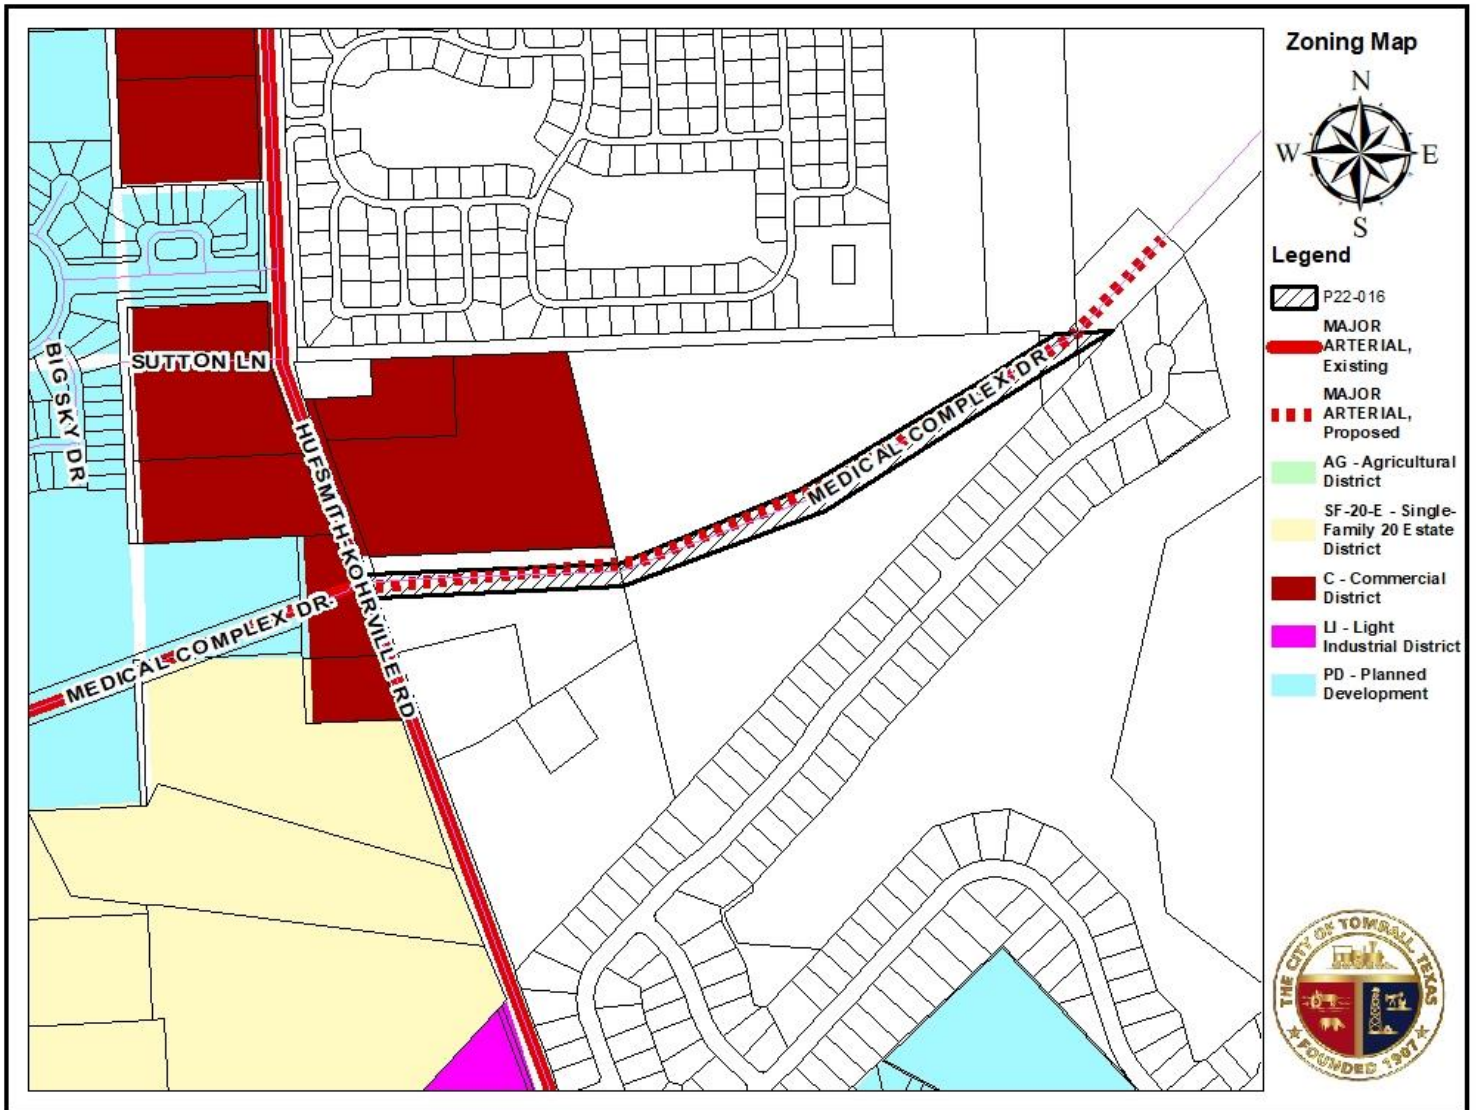 Zoning Map
N
W
E
S
Legend
P22-016
MAJOR
ARTERIAL,
Existing
MAJOR
ARTERIAL,
Proposed
AG - Agricultural
District
SF-20-E - Single-
Family 20 Estate
District
C - Commercial
District
LI - Light
Industrial District
PD - Planned
Development
SUTTON LN
BIG SKY DR
HUFSMITH-KOHRVILLE RD
MEDICAL COMPLEX DR
MEDICAL COMPLEX DR
THE CITY OF TOMBALL, TEXAS
FOUNDED 1907